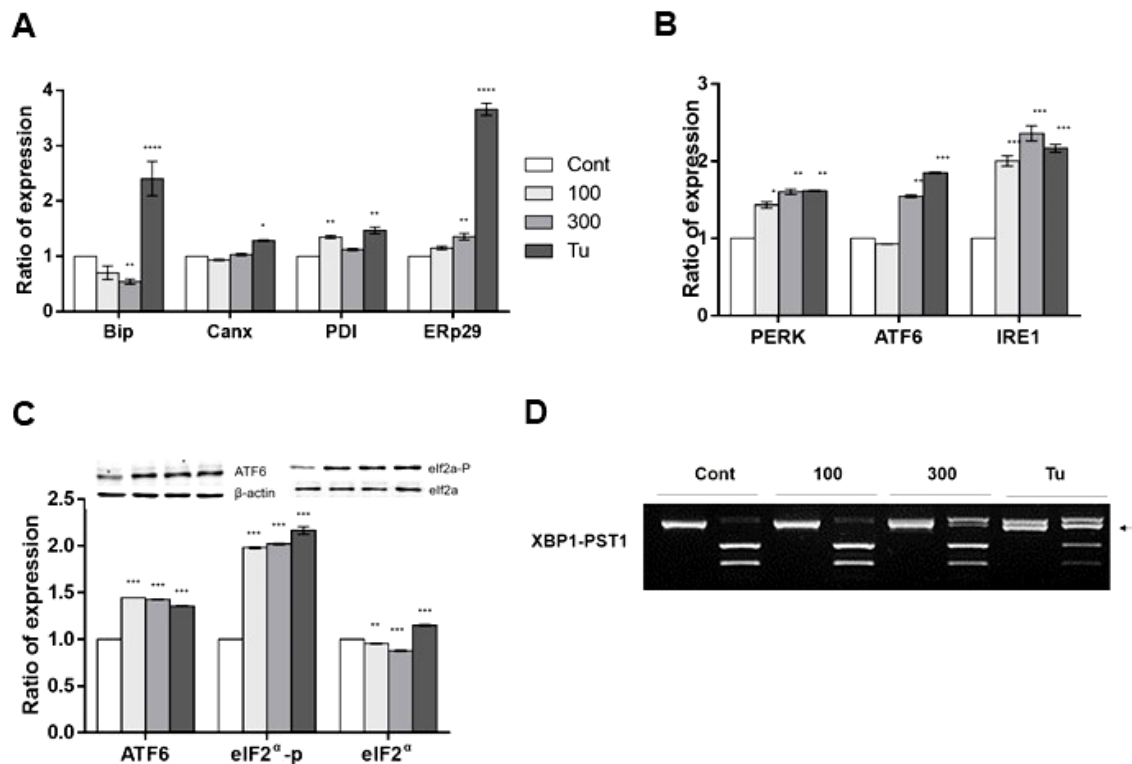 A
Ratio of expression
4
3
2
1
0
****
**
*
**
**
**
****
Bip Canx PDI ERp29
Cont
100
300
Tu
B
Ratio of expression
3
2
1
0
*
**
**
**
***
***
***
***
PERK ATF6 IRE1
C
ATF6
β-actin
eIf2a-P
eIf2a
Ratio of expression
2.5
2.0
1.5
1.0
0.5
0.0
*** *** ***
*** *** ***
** *** ***
ATF6 eIF2α-p eIF2α
D
Cont 100 300 Tu
XBP1-PST1